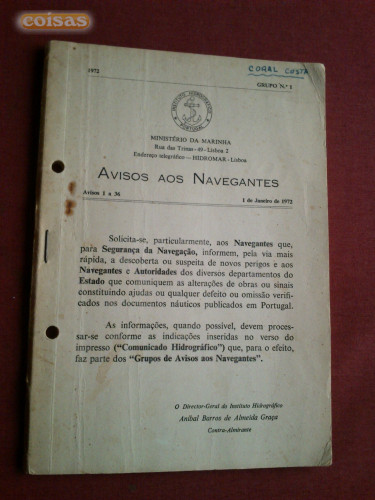 coisas
1972
CORAL COSTA
GRUPO N.º 1
INSTITUTO HIDROGRÁFICO
PORTUGAL
MINISTÉRIO DA MARINHA
Rua das Trinas - 49 - Lisboa 2
Endereço telegráfico — HIDROMAR - Lisboa
AVISOS AOS NAVEGANTES
Avisos 1 a 36
1 de Janeiro de 1972
Solicita-se, particularmente, aos Navegantes que,
para Segurança da Navegação, informem, pela via mais
rápida, a descoberta ou suspeita de novos perigos e aos
Navegantes e Autoridades dos diversos departamentos do
Estado que comuniquem as alterações de obras ou sinais
constituindo ajudas ou qualquer defeito ou omissão verifi-
cados nos documentos náuticos publicados em Portugal.
As informações, quando possível, devem proces-
sar-se conforme as indicações inseridas no verso do
impresso ("Comunicado Hidrográfico") que, para o efeito,
faz parte dos "Grupos de Avisos aos Navegantes".
O Director-Geral do Instituto Hidrográfico
Aníbal Barros de Almeida Graça
Contra-Almirante